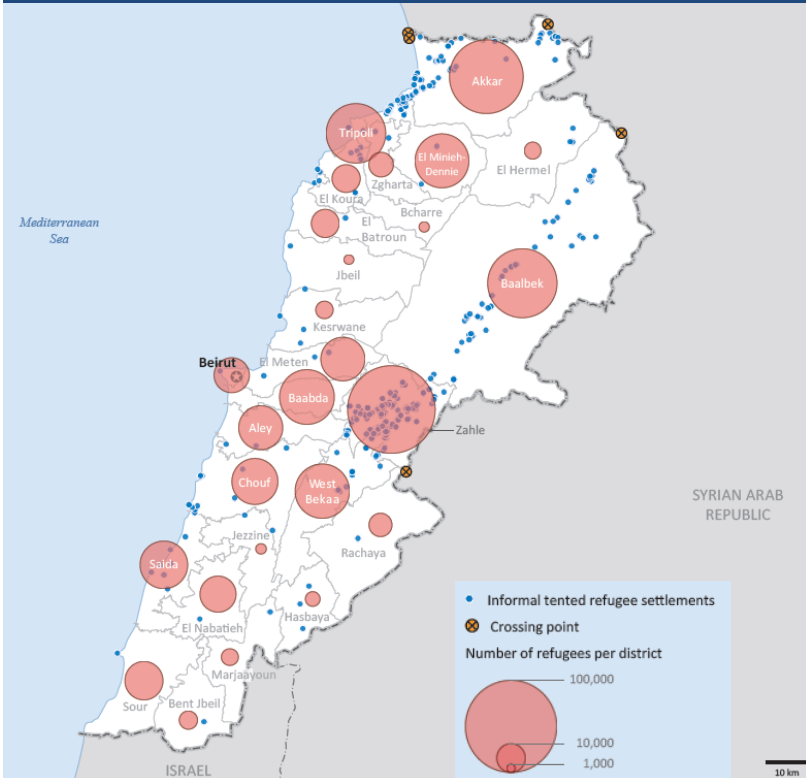 Akkar
Tripoli
El Minieh-
Dennie
El Hermel
Zgharta
El Koura
Bcharre
El
Batroun
Mediterranean
Sea
Jbeil
Baalbek
Kesrwane
Beirut
El Meten
Baabda
Aley
Zahle
Chouf
West
Bekaa
SYRIAN ARAB
REPUBLIC
Jezzine
Rachaya
Saida
El Nabatieh
Hasbaya
Marjaayoun
Sour
Bent Jbeil
ISRAEL
Informal tented refugee settlements
Crossing point
Number of refugees per district
100,000
10,000
1,000
10 km